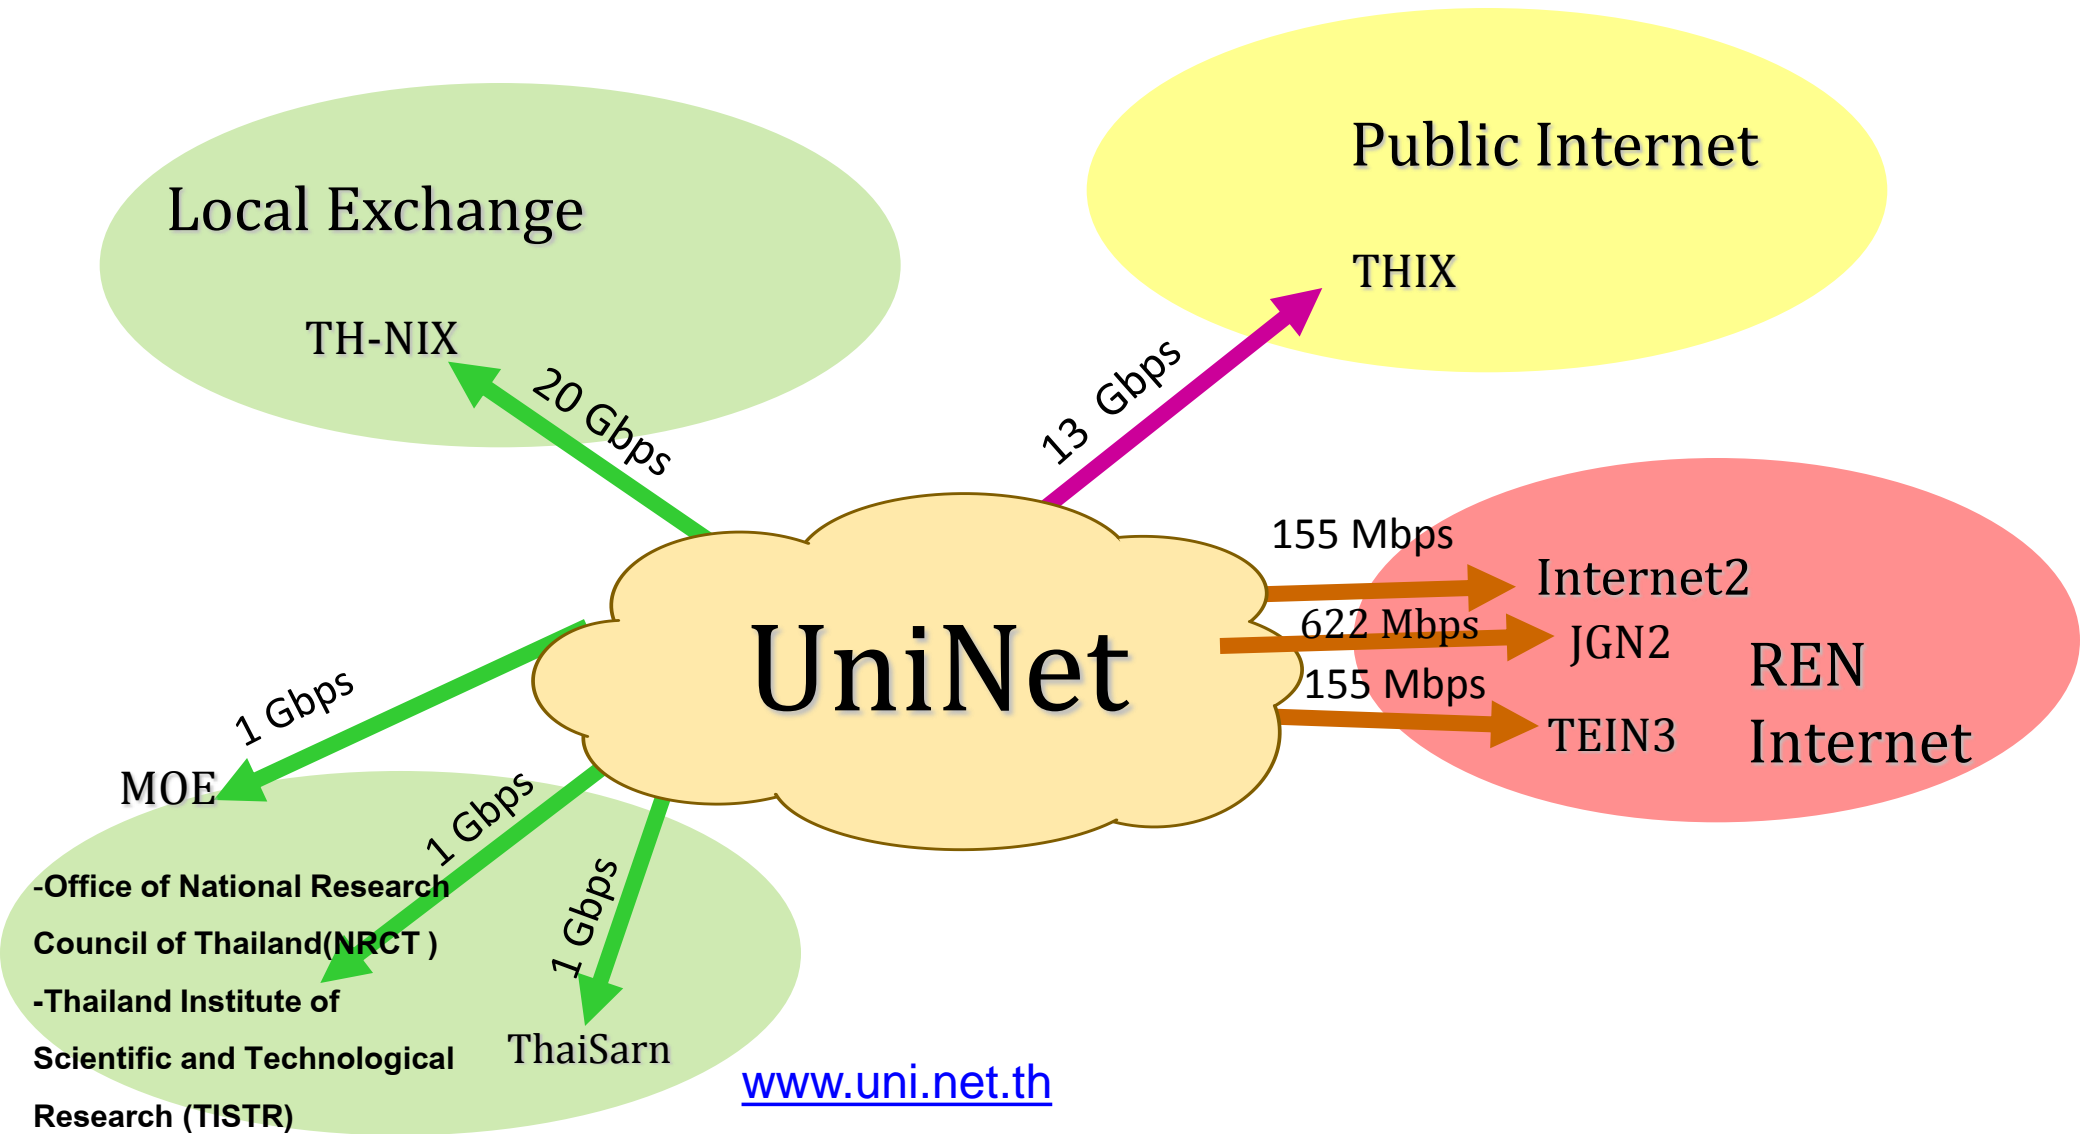 Public Internet
Local Exchange
THIX
TH-NIX
20 Gbps
13 Gbps
155 Mbps
Internet2
622 Mbps
JGN2
REN
Internet
155 Mbps
TEIN3
UniNet
1 Gbps
MOE
1 Gbps
1 Gbps
-Office of National Research
Council of Thailand(NRCT )
-Thailand Institute of
Scientific and Technological
Research (TISTR)
ThaiSarn
www.uni.net.th